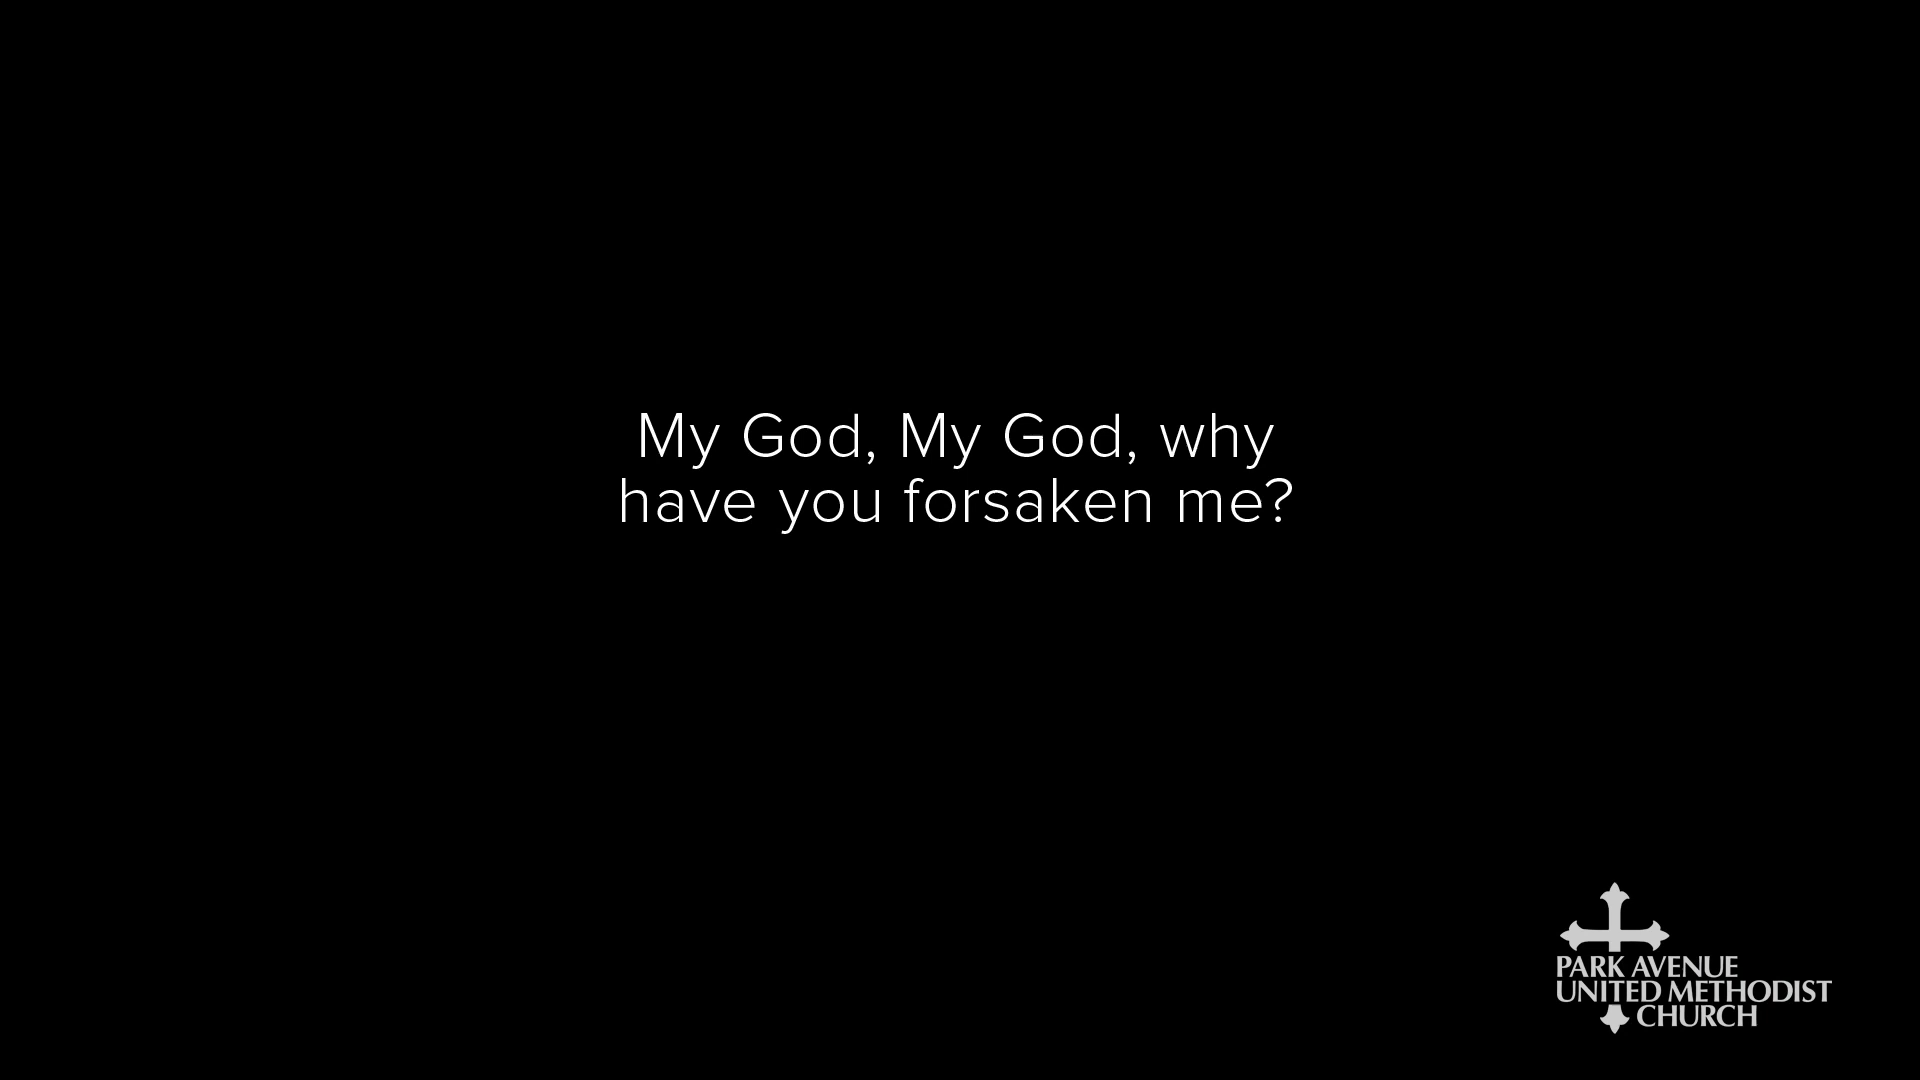 My God, My God, why
have you forsaken me?
PARK AVENUE
UNITED METHODIST
CHURCH